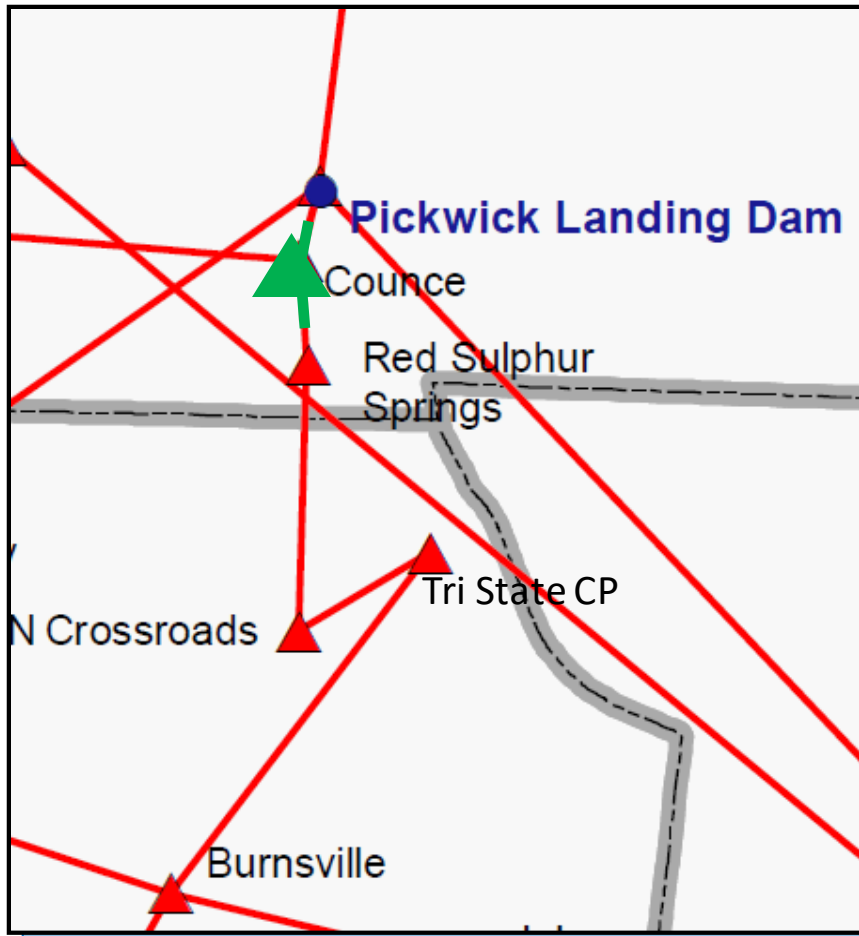 Pickwick Landing Dam
Counce
Red Sulphur
Springs
Tri State CP
N Crossroads
Burnsville